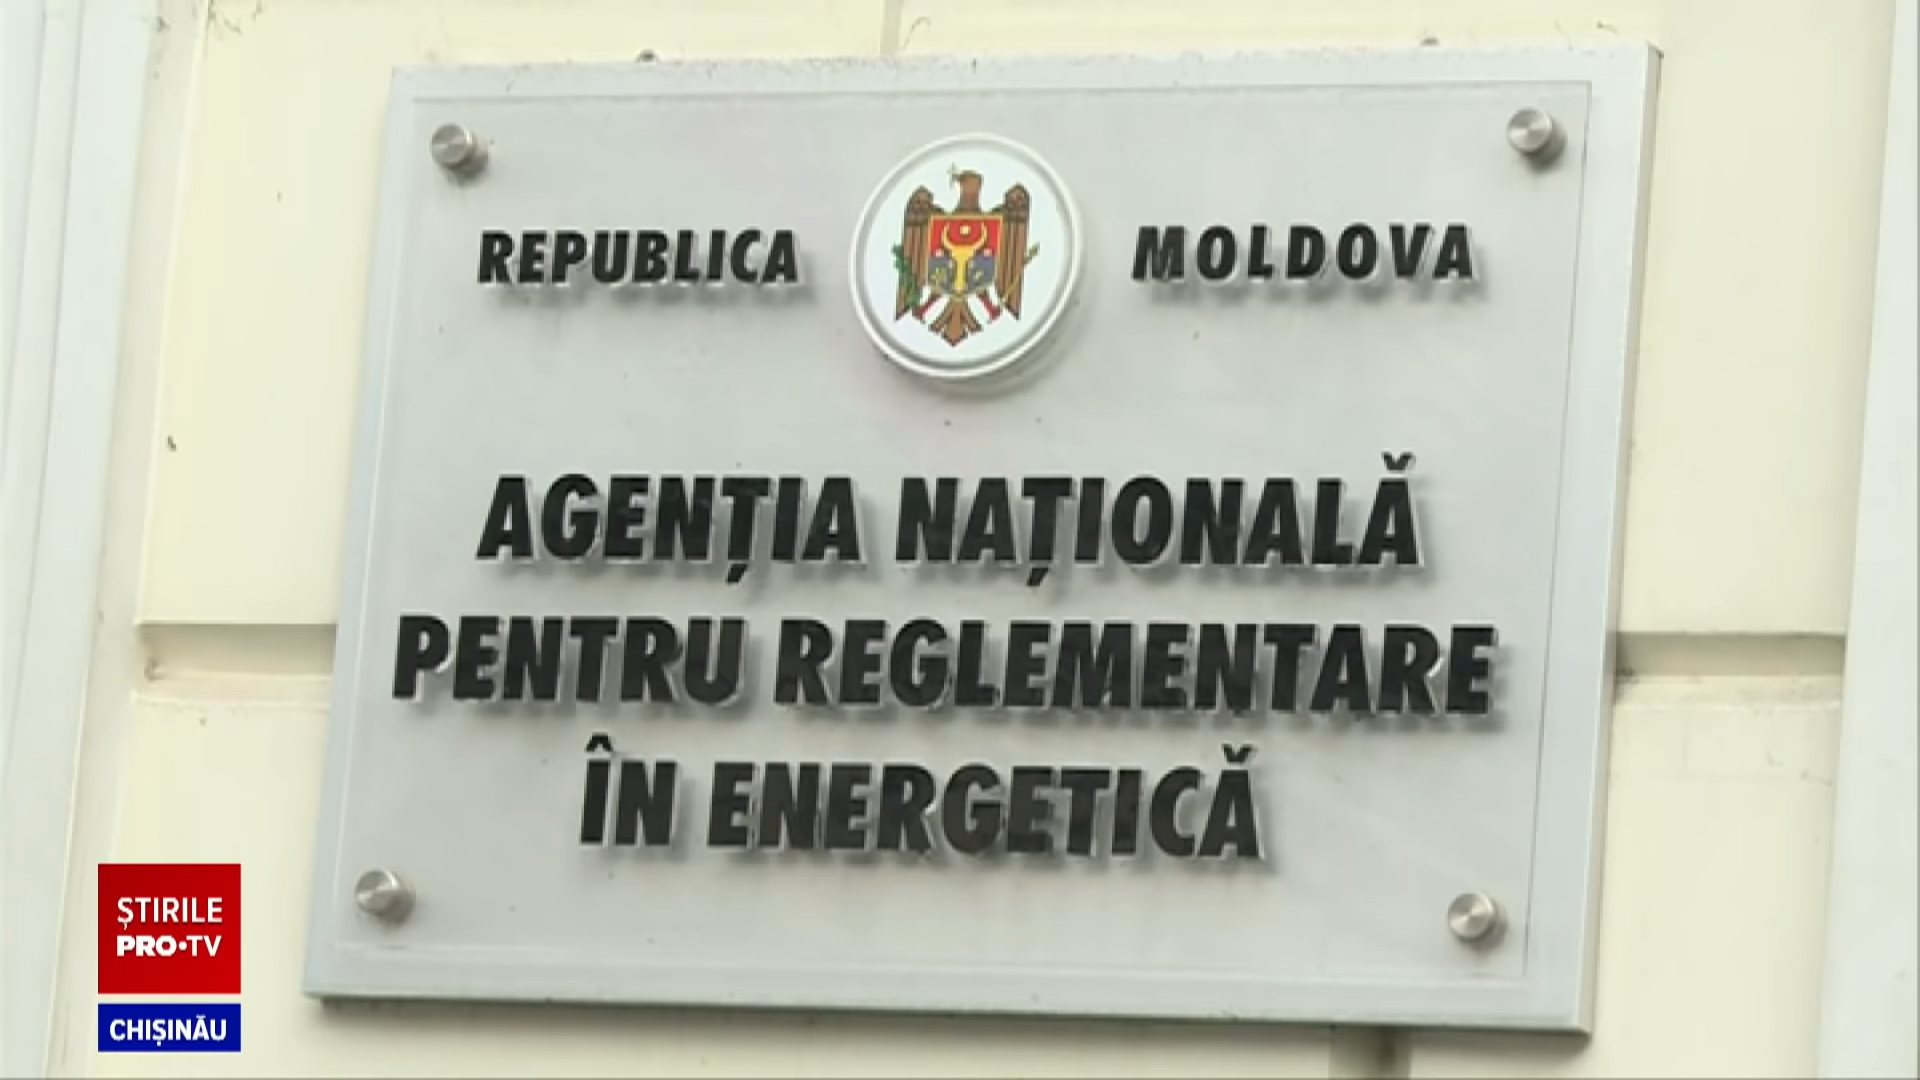 REPUBLICA MOLDOVA
AGENȚIA NAȚIONALĂ
PENTRU REGLEMENTARE
ÎN ENERGETICĂ
ȘTIRILE
PRO•TV
CHIȘINĂU